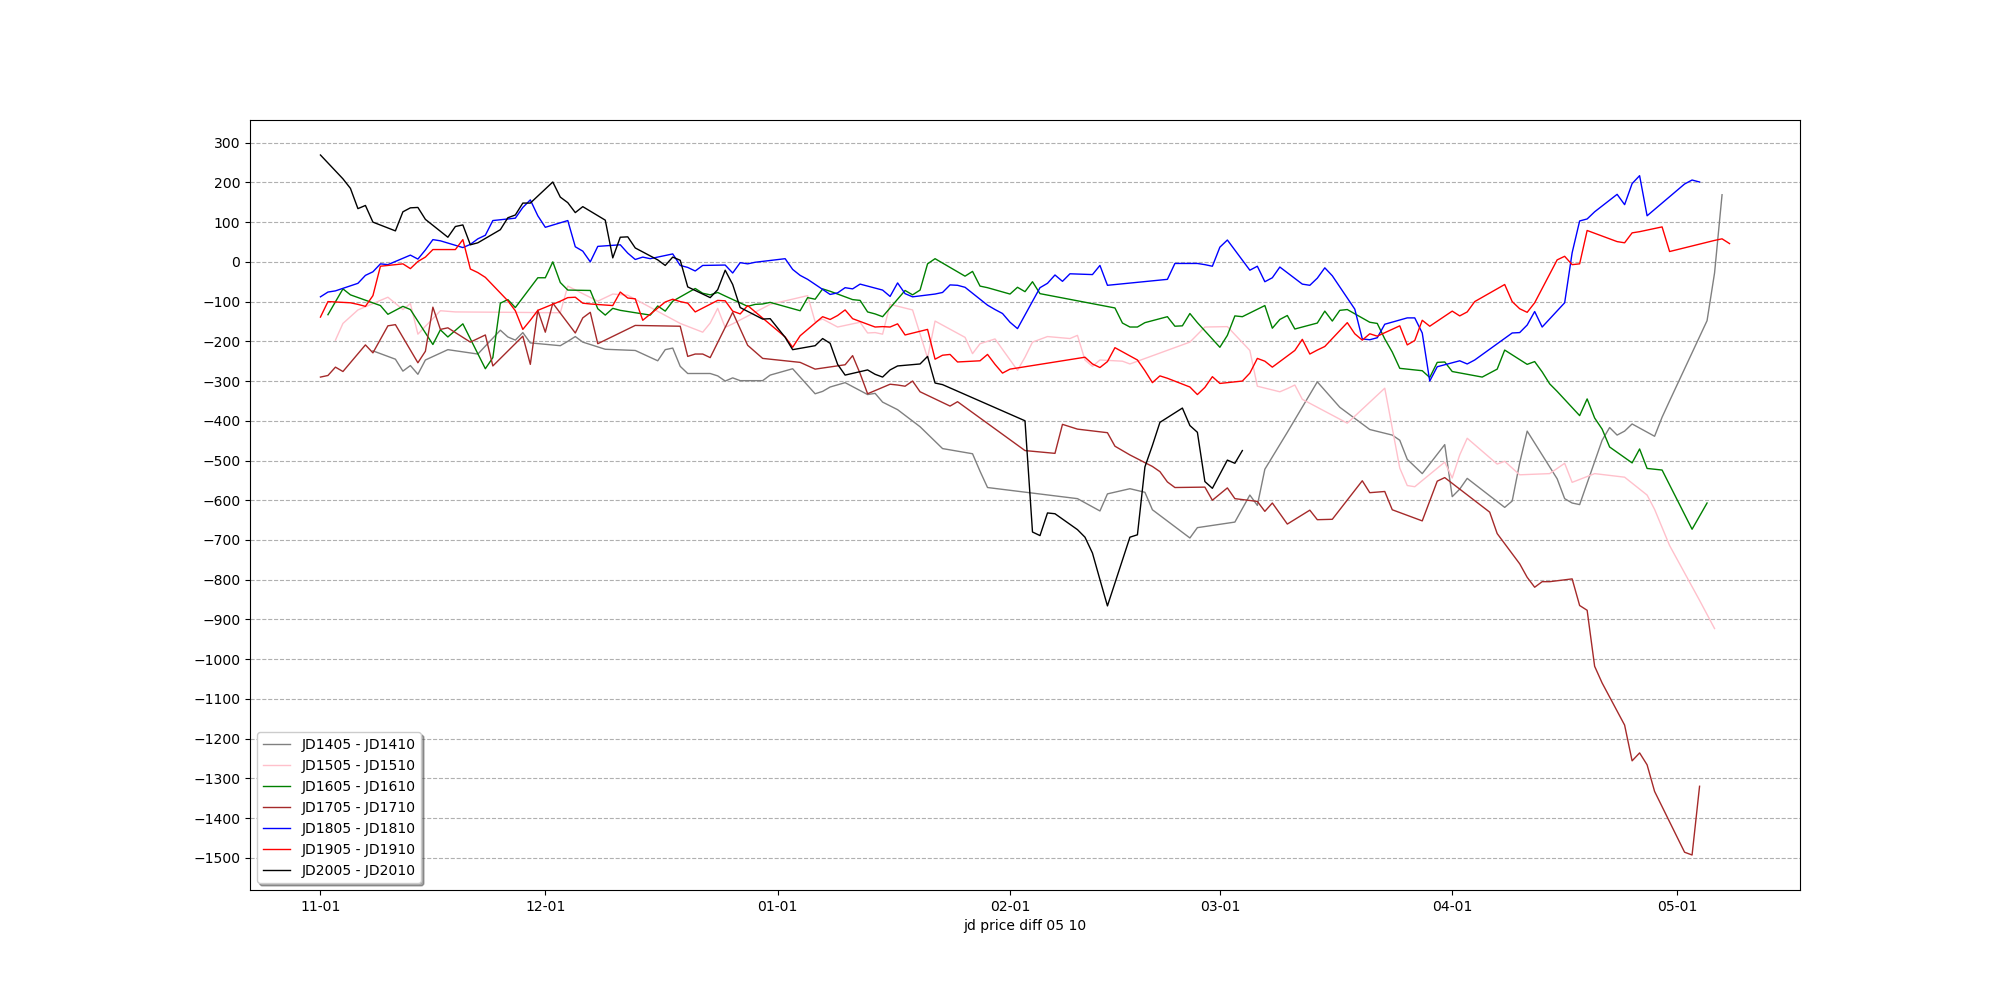 300
200
100
0
−100
−200
−300
−400
−500
−600
−700
−800
−900
−1000
−1100
−1200
−1300
−1400
−1500
JD1405 - JD1410
JD1505 - JD1510
JD1605 - JD1610
JD1705 - JD1710
JD1805 - JD1810
JD1905 - JD1910
JD2005 - JD2010
11-01 12-01 01-01 02-01 03-01 04-01 05-01
jd price diff 05 10